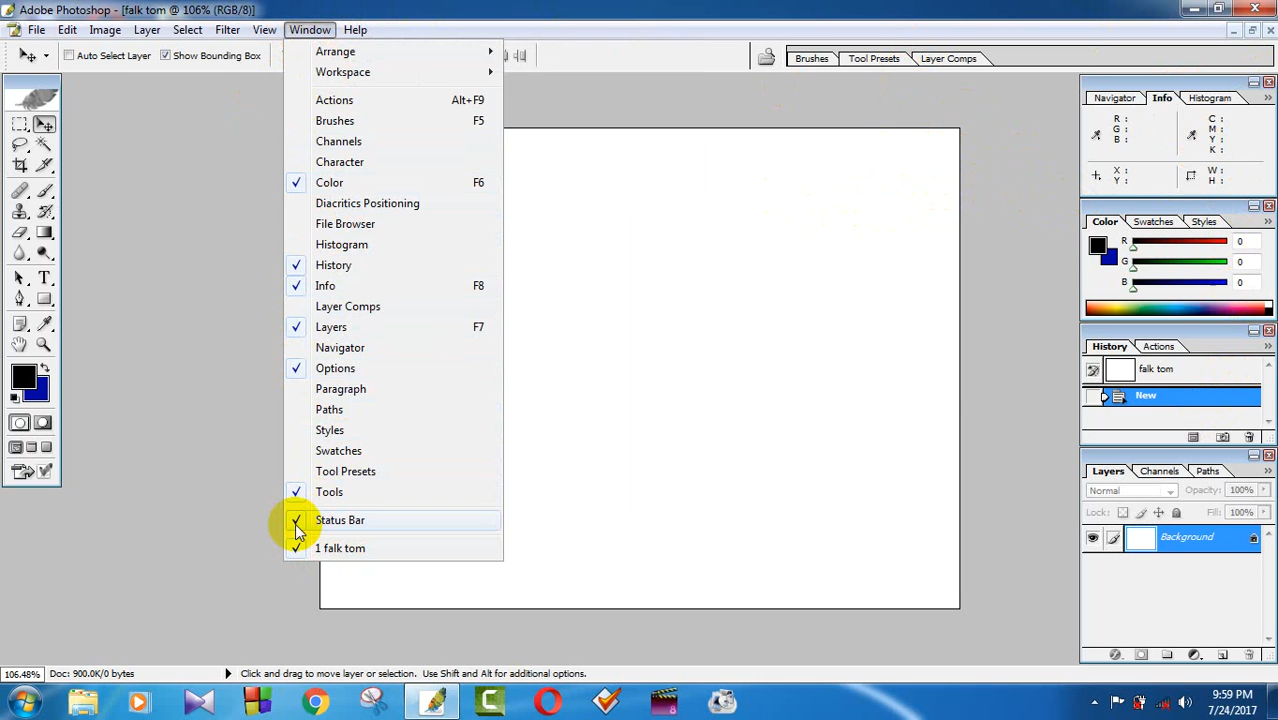 Adobe Photoshop - [falk tom @ 106% (RGB/8)]
File Edit Image Layer Select Filter View Window Help
Auto Select Layer Show Bounding Box
Brushes Tool Presets Layer Comps
Arrange
Workspace
Actions Alt+F9
Brushes F5
Channels
Character
Color F6
Diacritics Positioning
File Browser
Histogram
History
Info F8
Layer Comps
Layers F7
Navigator
Options
Paragraph
Paths
Styles
Swatches
Tool Presets
Tools
Status Bar
1 falk tom
Navigator Info Histogram
R : C :
G : M :
B : Y :
K :
X : W :
Y : H :
Color Swatches Styles
R 0
G 0
B 0
History Actions
falk tom
New
Layers Channels Paths
Normal Opacity: 100%
Lock: Fill: 100%
Background
106.48% Doc: 900.0K/0 bytes Click and drag to move layer or selection. Use Shift and Alt for additional options.
9:59 PM
7/24/2017